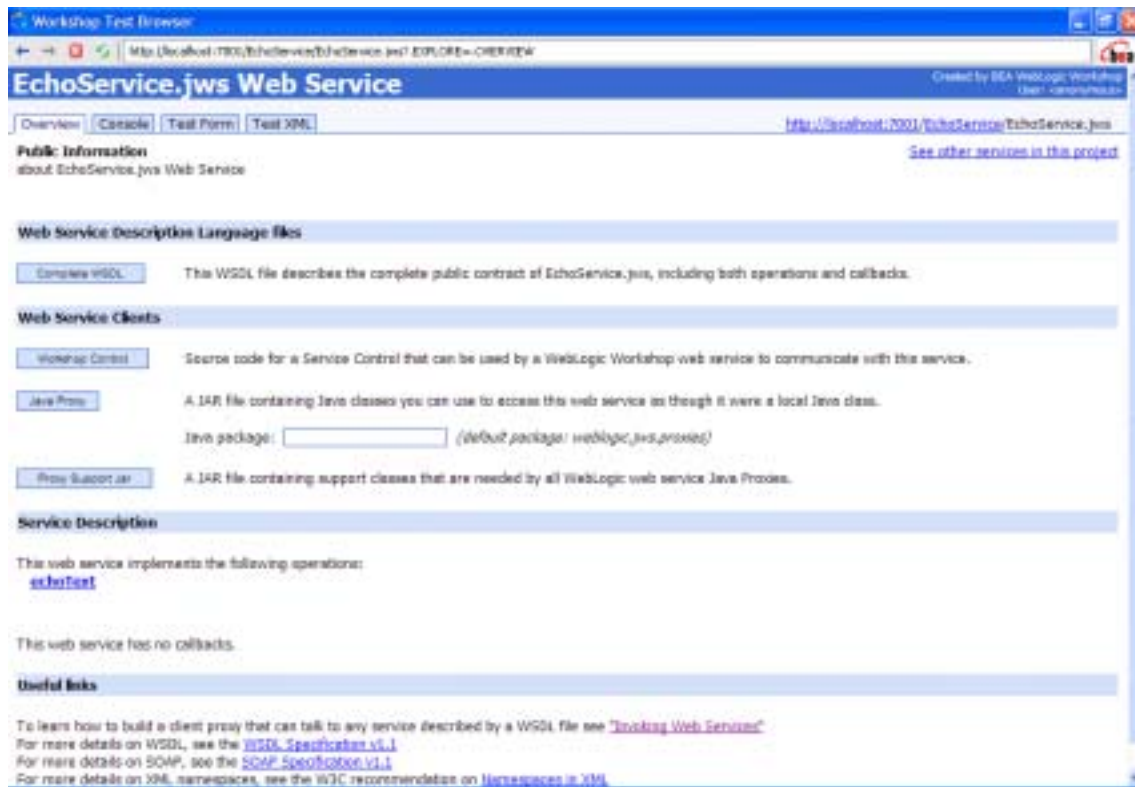 Workshop Test Browser
http://localhost:7001/EchoService/EchoService.jws?.EXPLORE=.OVERVIEW
bea
EchoService.jws Web Service
Created by BEA WebLogic Workshop
User: <anonymous>
Overview Console Test Form Test XML
http://localhost:7001/EchoService/EchoService.jws
Public Information
See other services in this project
about EchoService.jws Web Service
Web Service Description Language files
Complete WSDL
This WSDL file describes the complete public contract of EchoService.jws, including both operations and callbacks.
Web Service Clients
Workshop Control
Source code for a Service Control that can be used by a WebLogic Workshop web service to communicate with this service.
Java Proxy
A JAR file containing Java classes you can use to access this web service as though it were a local Java class.
Java package: (default package: weblogic.jws.proxies)
Proxy Support Jar
A JAR file containing support classes that are needed by all WebLogic web service Java Proxies.
Service Description
This web service implements the following operations:
echoText
This web service has no callbacks.
Useful links
To learn how to build a client proxy that can talk to any service described by a WSDL file see "Invoking Web Services"
For more details on WSDL, see the WSDL Specification v1.1
For more details on SOAP, see the SOAP Specification v1.1
For more details on XML namespaces, see the W3C recommendation on Namespaces in XML